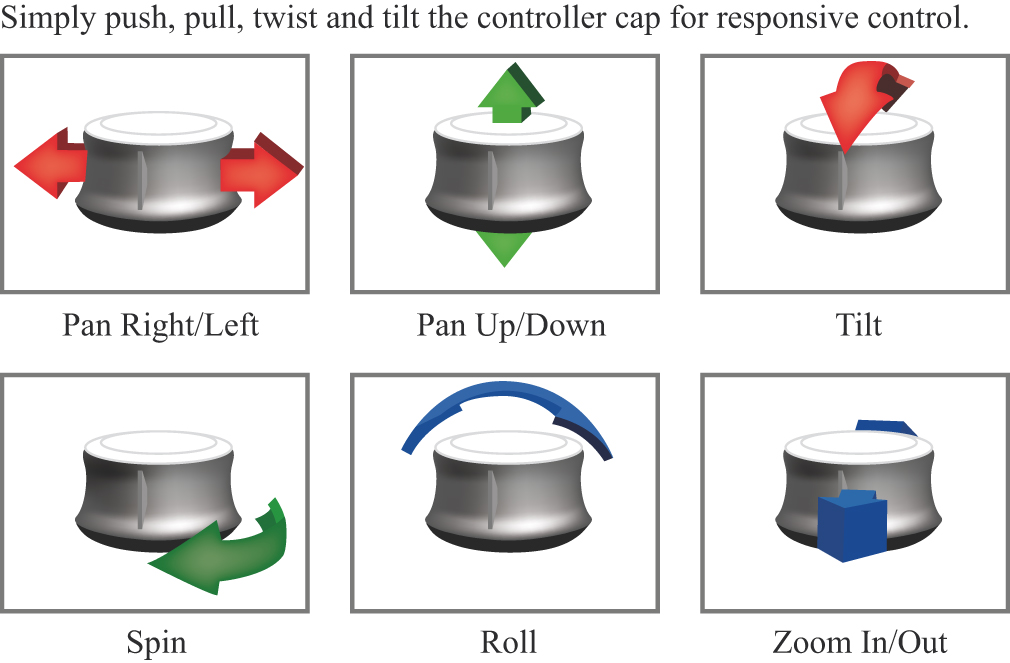 Simply push, pull, twist and tilt the controller cap for responsive control.
Pan Right/Left
Pan Up/Down
Tilt
Spin
Roll
Zoom In/Out